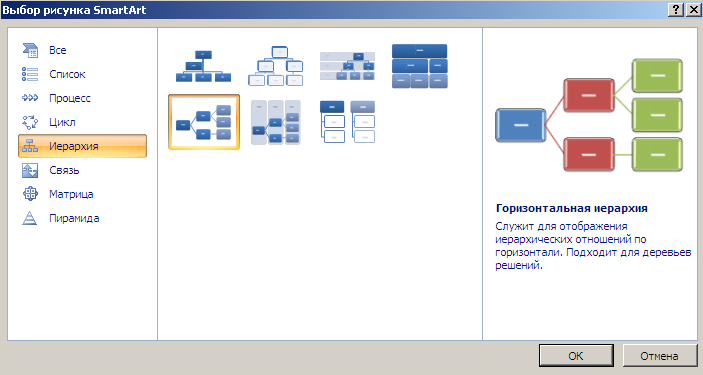 Выбор рисунка SmartArt
Все
Список
Процесс
Цикл
Иерархия
Связь
Матрица
Пирамида
Горизонтальная иерархия
Служит для отображения
иерархических отношений по
горизонтали. Подходит для деревьев
решений.
ОК
Отмена